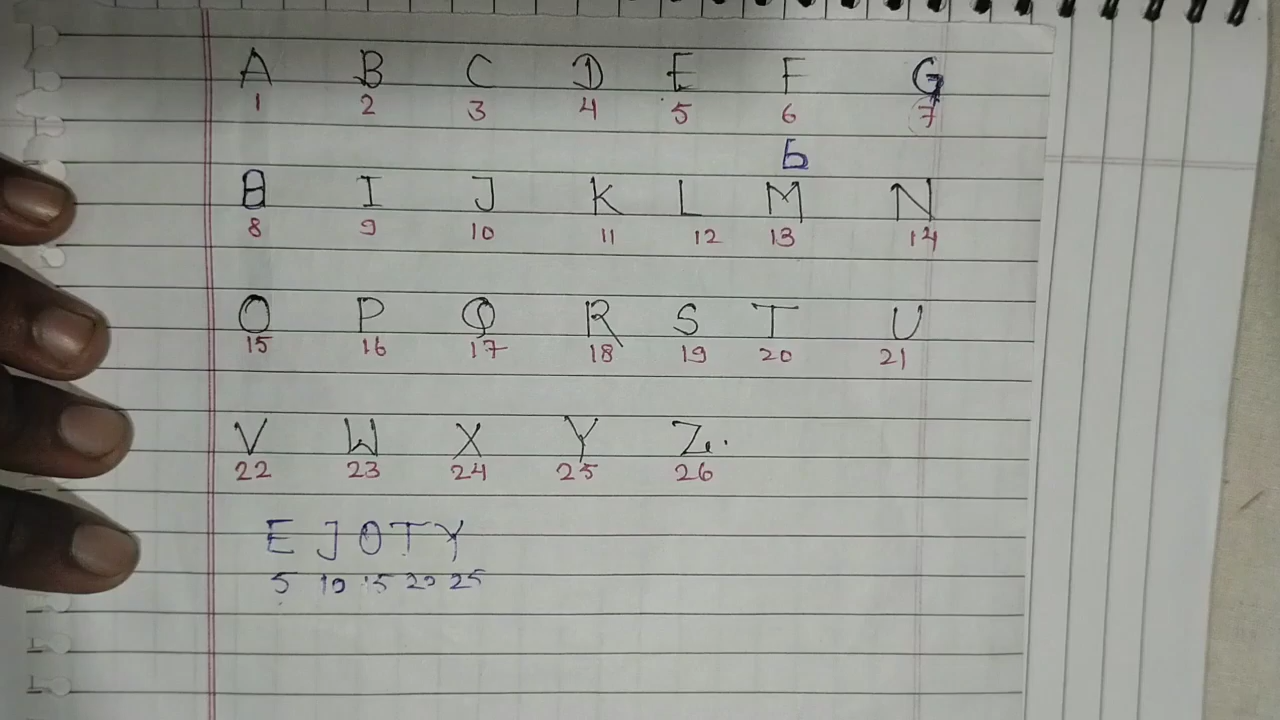 A B C D E F G
1 2 3 4 5 6 7
b
H I J K L M N
8 9 10 11 12 13 14
O P Q R S T U
15 16 17 18 19 20 21
V W X Y Z
22 23 24 25 26
E J O T Y
5 10 15 20 25